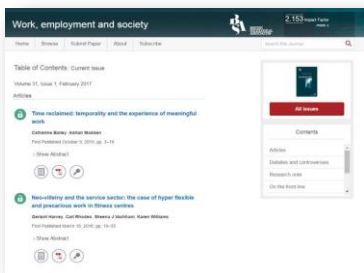 Work, employment and society
BSA
2.153 Impact Factor
Home Browse Submit Paper About Subscribe
Search this Journal
Table of Contents: Current Issue
Volume 31, Issue 1, February 2017
Articles
Time reclaimed: temporality and the experience of meaningful
work
Catherine Bailey, Adrian Madden
First Published October 9, 2016; pp. 3–18
Show Abstract
Neo-villeiny and the service sector: the case of hyper flexible
and precarious work in fitness centres
Geraint Harvey, Carl Rhodes, Sheena J Vachhani, Karen Williams
First Published March 16, 2016; pp. 19–35
Show Abstract
All Issues
Contents
Articles
Debates and controversies
Research note
On the front line